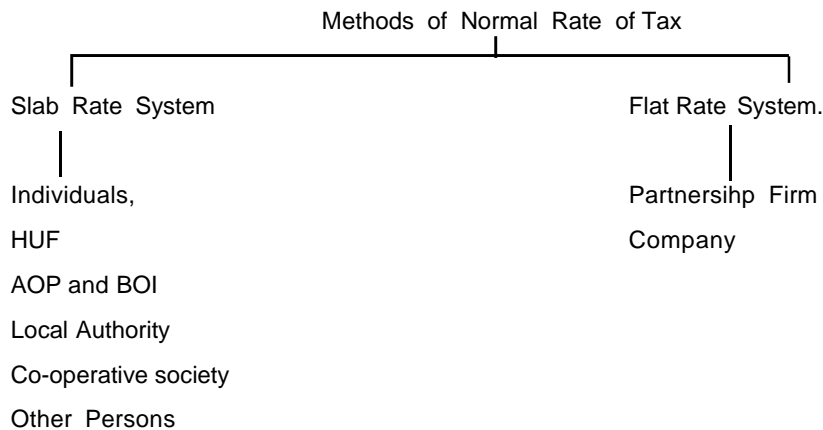 Methods of Normal Rate of Tax
Slab Rate System
Flat Rate System.
Individuals,
HUF
AOP and BOI
Local Authority
Co-operative society
Other Persons
Partnersihp Firm
Company